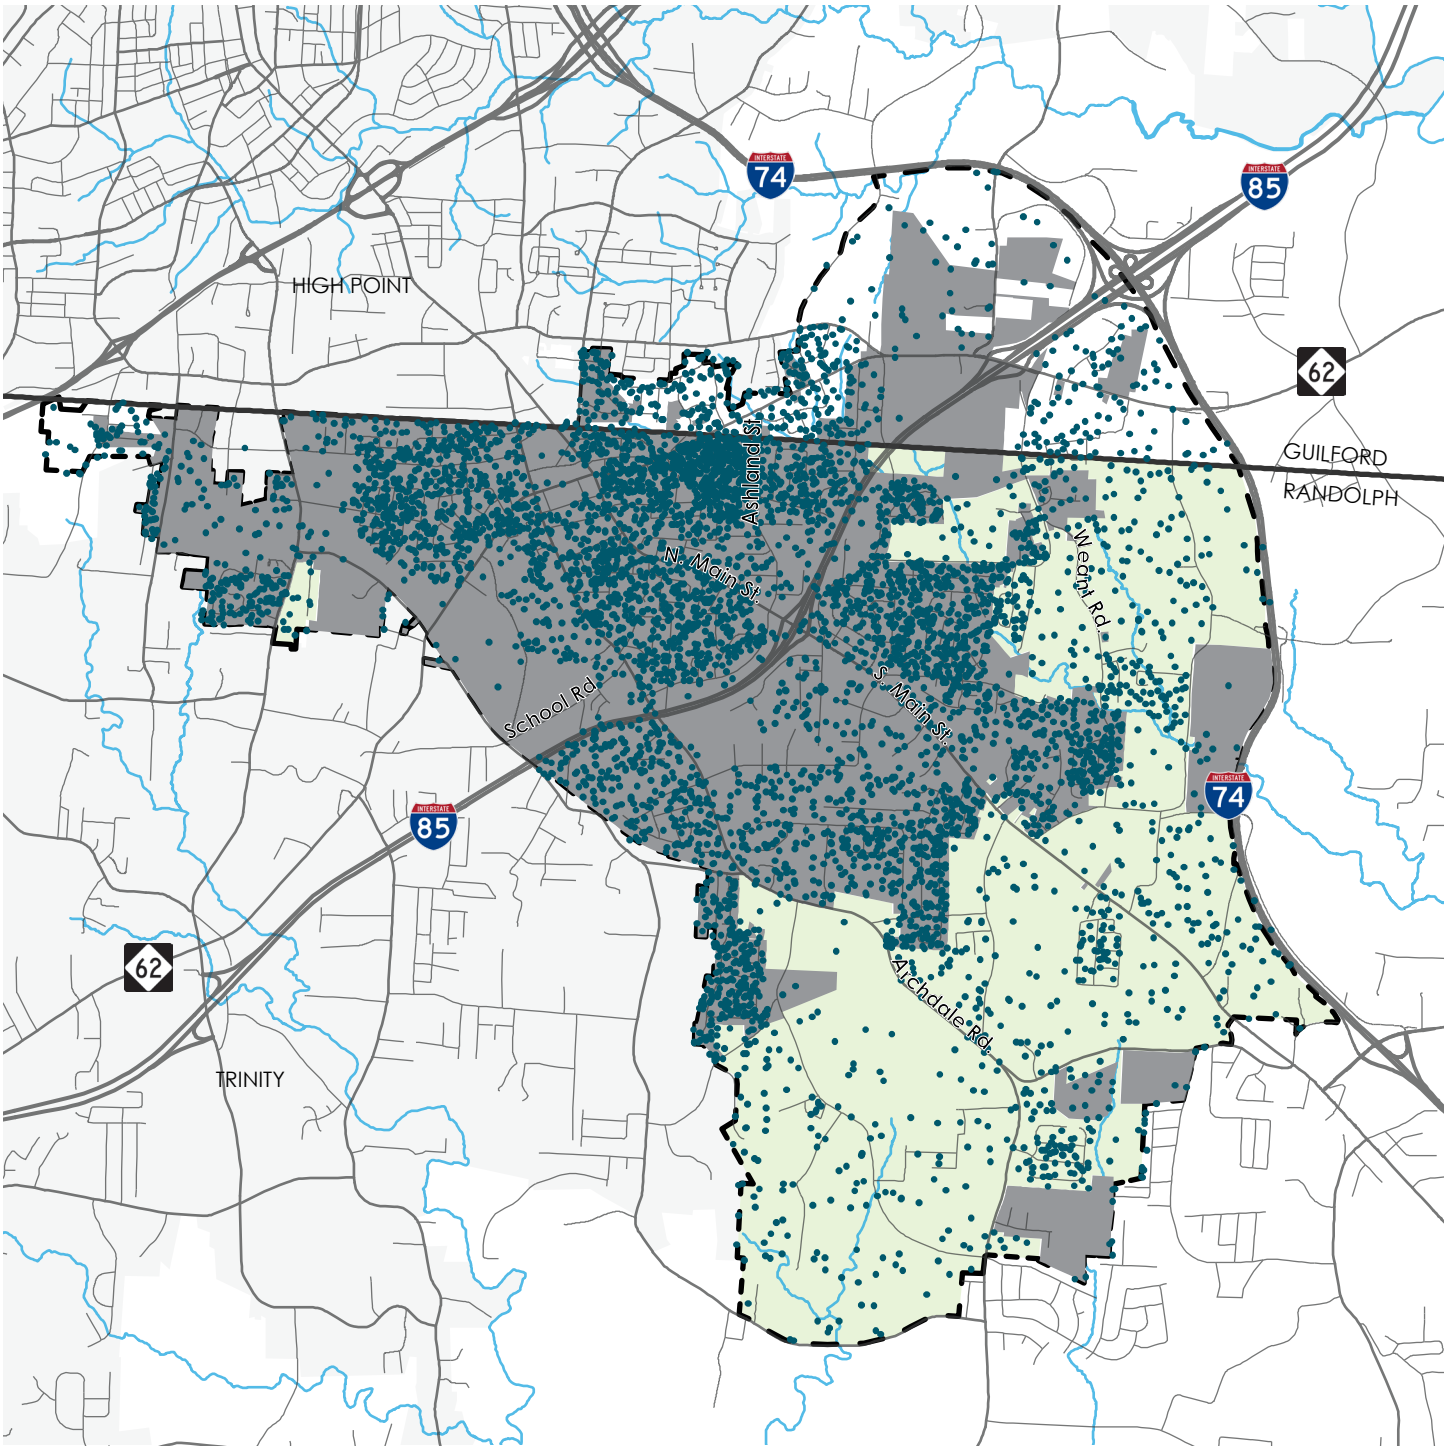 INTERSTATE
74
INTERSTATE
85
HIGH POINT
62
Ashland St
GUILFORD
RANDOLPH
N. Main St.
Weant Rd.
School Rd
S. Main St.
INTERSTATE
74
INTERSTATE
85
62
Archdale Rd.
TRINITY